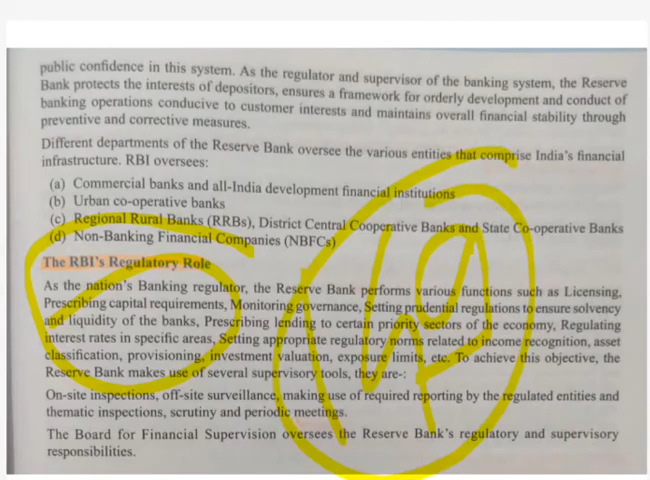 public confidence in this system. As the regulator and supervisor of the banking system, the Reserve
Bank protects the interests of depositors, ensures a framework for orderly development and conduct of
banking operations conducive to customer interests and maintains overall financial stability through
preventive and corrective measures.
Different departments of the Reserve Bank oversee the various entities that comprise India's financial
infrastructure. RBI oversees:
(a) Commercial banks and all-India development financial institutions
(b) Urban co-operative banks
(c) Regional Rural Banks (RRBs), District Central Cooperative Banks and State Co-operative Banks
(d) Non-Banking Financial Companies (NBFCs)
The RBI's Regulatory Role
As the nation's Banking regulator, the Reserve Bank performs various functions such as Licensing,
Prescribing capital requirements, Monitoring governance, Setting prudential regulations to ensure solvency
and liquidity of the banks, Prescribing lending to certain priority sectors of the economy, Regulating
interest rates in specific areas, Setting appropriate regulatory norms related to income recognition, asset
classification, provisioning, investment valuation, exposure limits, etc. To achieve this objective, the
Reserve Bank makes use of several supervisory tools, they are-:
On-site inspections, off-site surveillance, making use of required reporting by the regulated entities and
thematic inspections, scrutiny and periodic meetings.
The Board for Financial Supervision oversees the Reserve Bank's regulatory and supervisory
responsibilities.